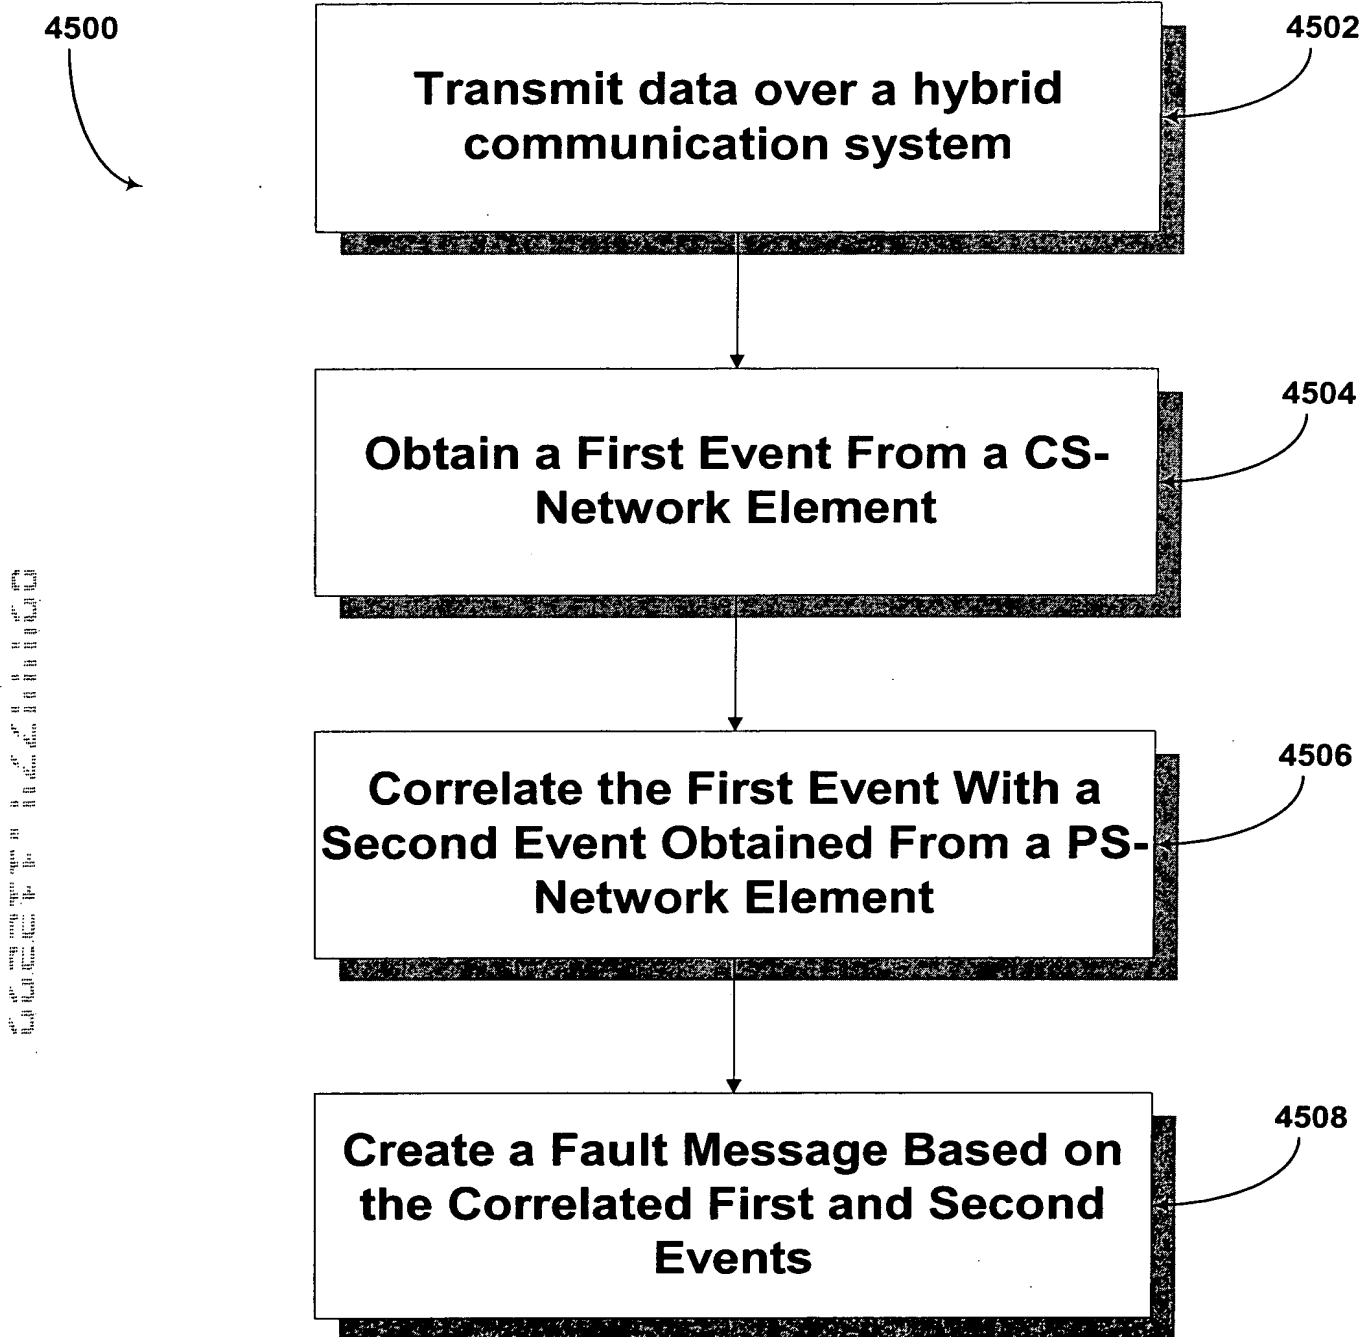 4500
4502
Transmit data over a hybrid
communication system
4504
Obtain a First Event From a CS-
Network Element
4506
Correlate the First Event With a
Second Event Obtained From a PS-
Network Element
4508
Create a Fault Message Based on
the Correlated First and Second
Events